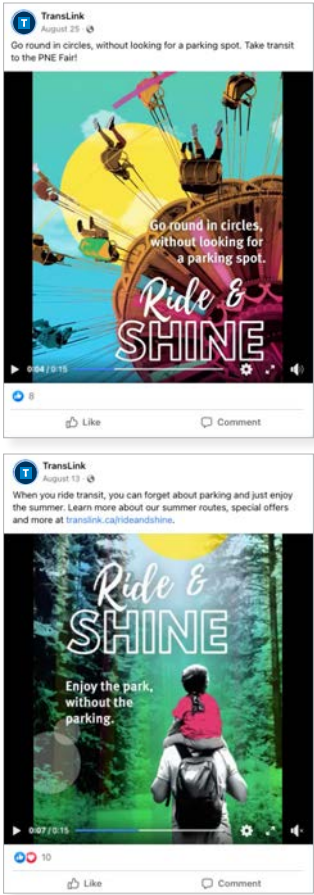 TransLink
August 25 ·
Go round in circles, without looking for a parking spot. Take transit
to the PNE Fair!
Go round in circles,
without looking for
a parking spot.
Ride &
SHINE
0:04 / 0:15
8
Like Comment
TransLink
August 13 ·
When you ride transit, you can forget about parking and just enjoy
the summer. Learn more about our summer routes, special offers
and more at translink.ca/rideandshine.
Ride &
SHINE
Enjoy the park,
without the
parking.
0:07 / 0:15
10
Like Comment